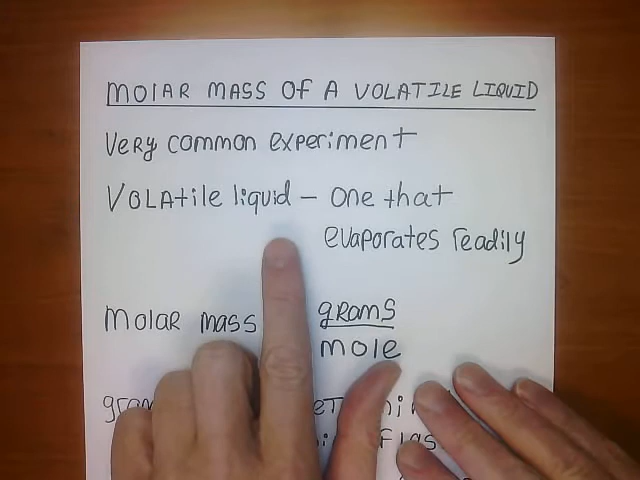 MOLAR MASS OF A VOLATILE LIQUID
Very common experiment
Volatile liquid – one that
evaporates readily
Molar mass grams
mole